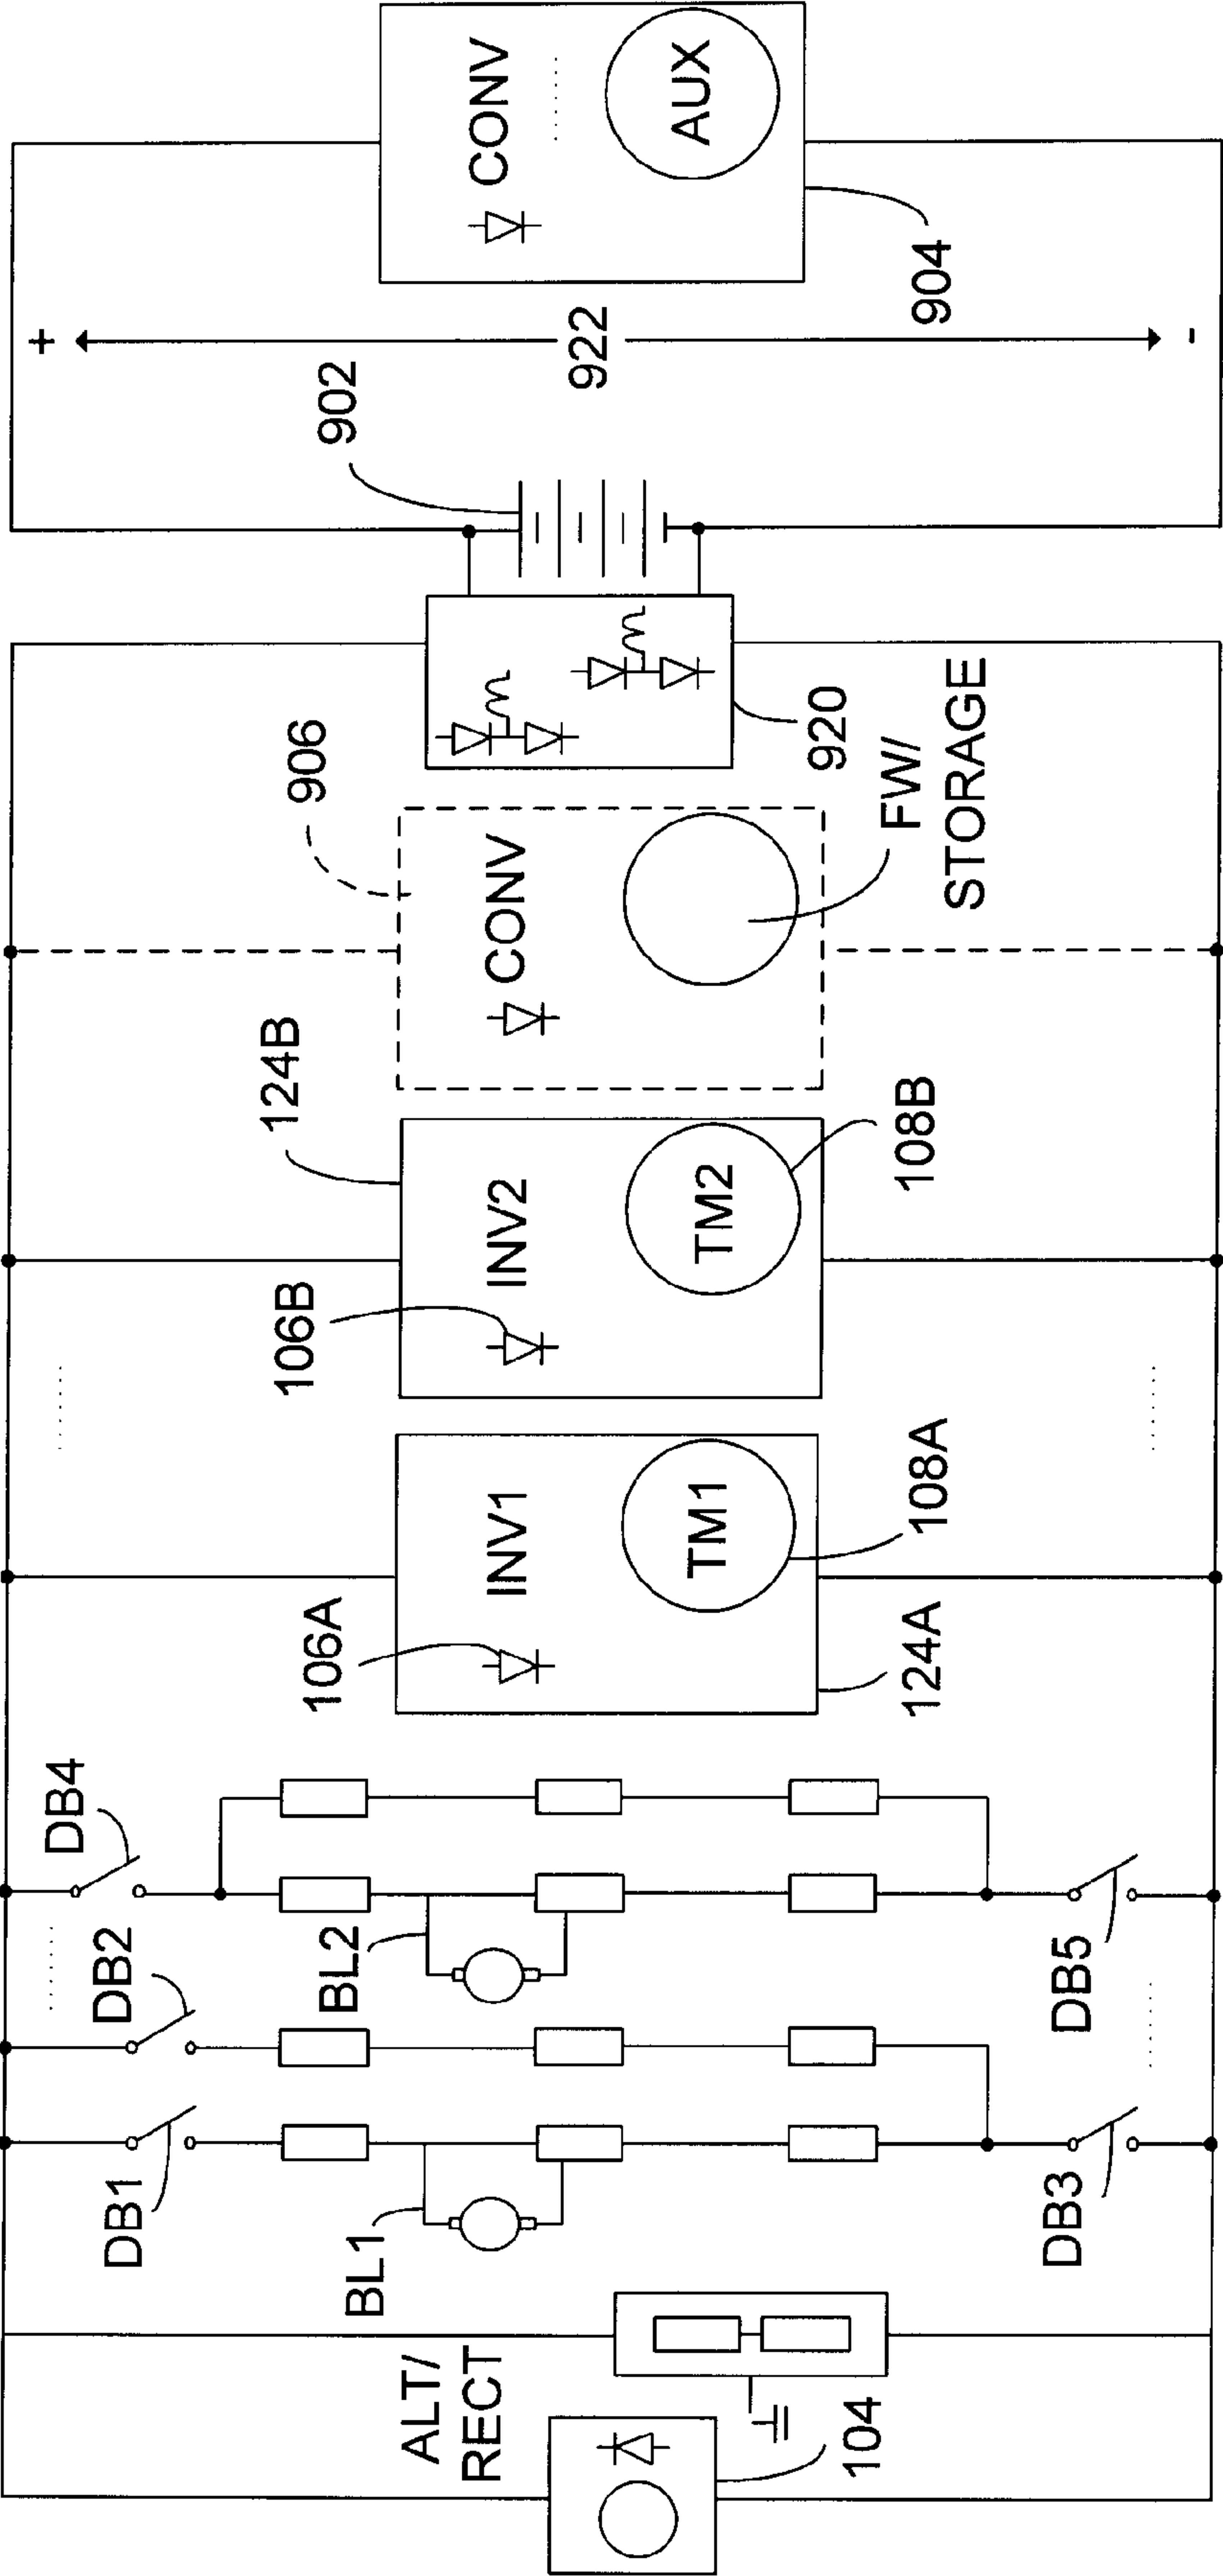 ALT/
RECT
104
DB1
BL1
DB3
DB2
DB4
BL2
DB5
106A
INV1
TM1
108A
124A
106B
INV2
TM2
108B
124B
906
CONV
FW/
STORAGE
920
902
+
922
-
CONV
AUX
904